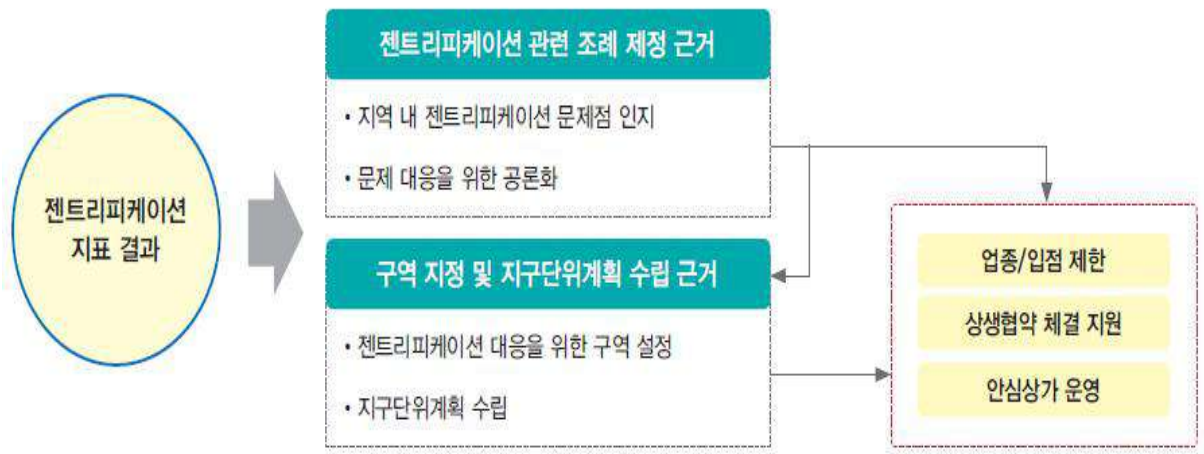 젠트리피케이션
지표 결과
젠트리피케이션 관련 조례 제정 근거
• 지역 내 젠트리피케이션 문제점 인지
• 문제 대응을 위한 공론화
구역 지정 및 지구단위계획 수립 근거
• 젠트리피케이션 대응을 위한 구역 설정
• 지구단위계획 수립
업종/입점 제한
상생협약 체결 지원
안심상가 운영